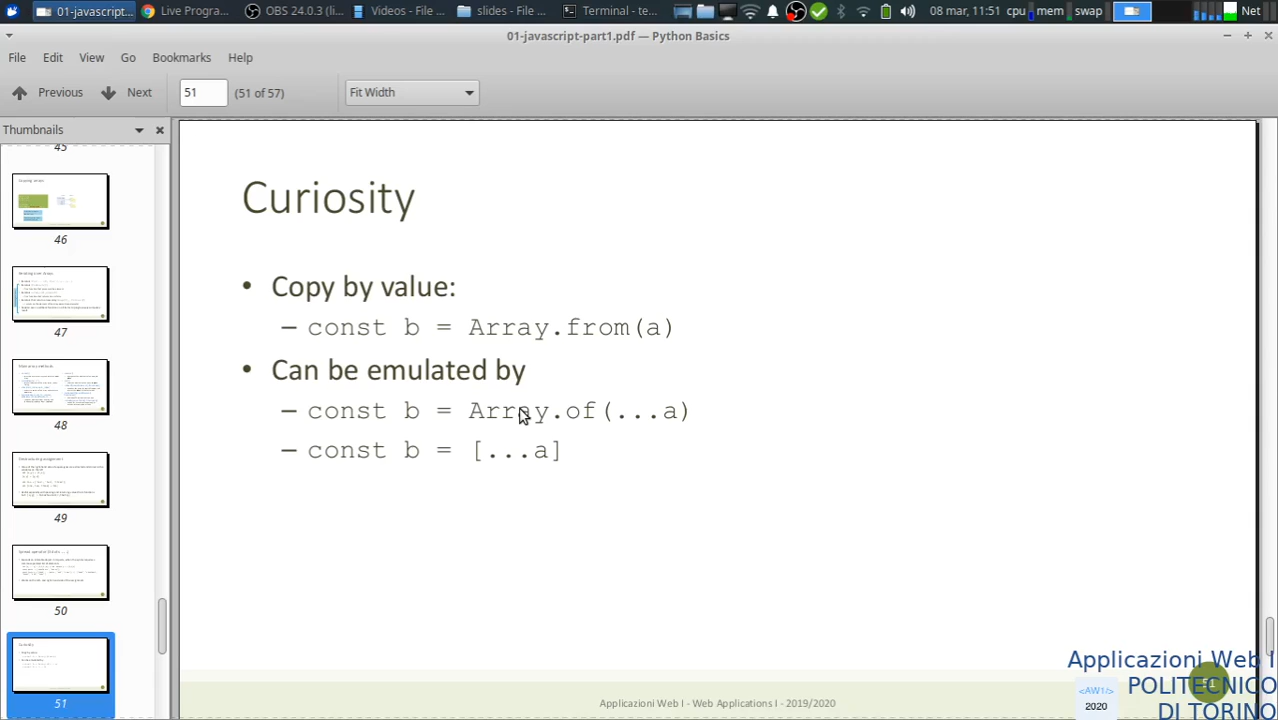 01-javascript-...
Live Progra...
OBS 24.0.3 (li...
Videos - File ...
slides - File ...
Terminal - te...
08 mar, 11:51
cpu
mem
swap
Net
01-javascript-part1.pdf — Python Basics
File
Edit
View
Go
Bookmarks
Help
Previous
Next
51
(51 of 57)
Fit Width
Thumbnails
45
46
47
48
49
50
51
Curiosity
• Copy by value:
– const b = Array.from(a)
• Can be emulated by
– const b = Array.of(...a)
– const b = [...a]
51
Applicazioni Web I - Web Applications I - 2019/2020
Applicazioni Web I
POLITECNICO
DI TORINO
<AW1/>
2020